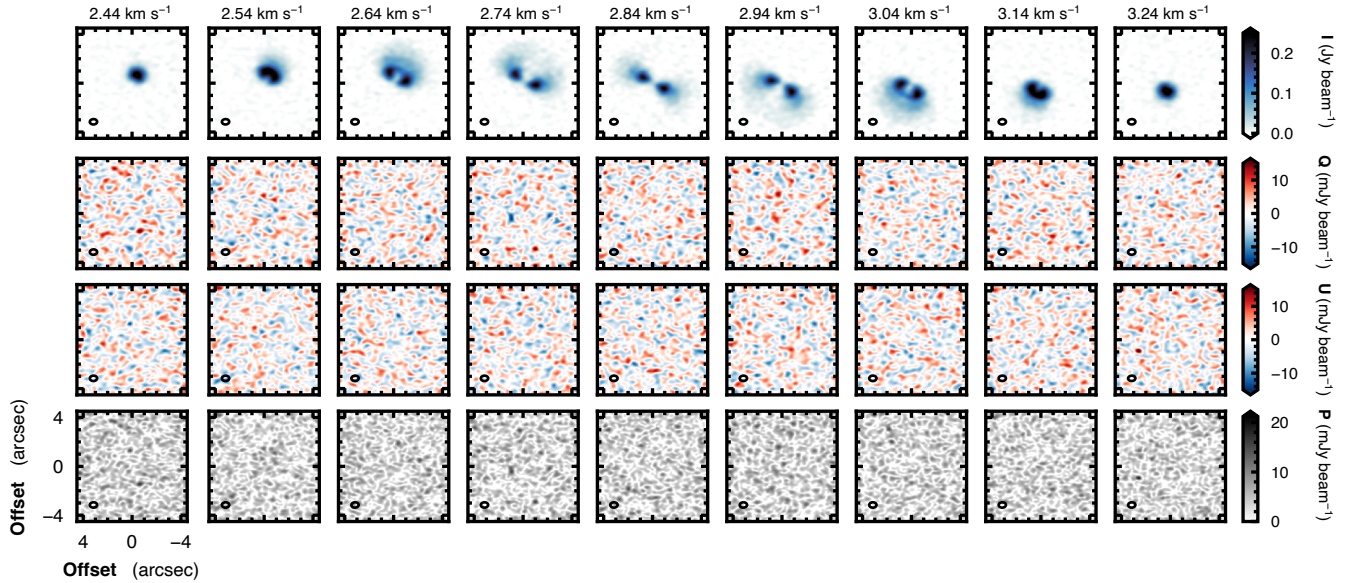 2.44 km s⁻¹ 2.54 km s⁻¹ 2.64 km s⁻¹ 2.74 km s⁻¹ 2.84 km s⁻¹ 2.94 km s⁻¹ 3.04 km s⁻¹ 3.14 km s⁻¹ 3.24 km s⁻¹
0.2
0.1
0.0
I (Jy beam⁻¹)
10
0
−10
Q (mJy beam⁻¹)
10
0
−10
U (mJy beam⁻¹)
20
10
0
P (mJy beam⁻¹)
4
0
−4
Offset (arcsec)
4 0 −4
Offset (arcsec)